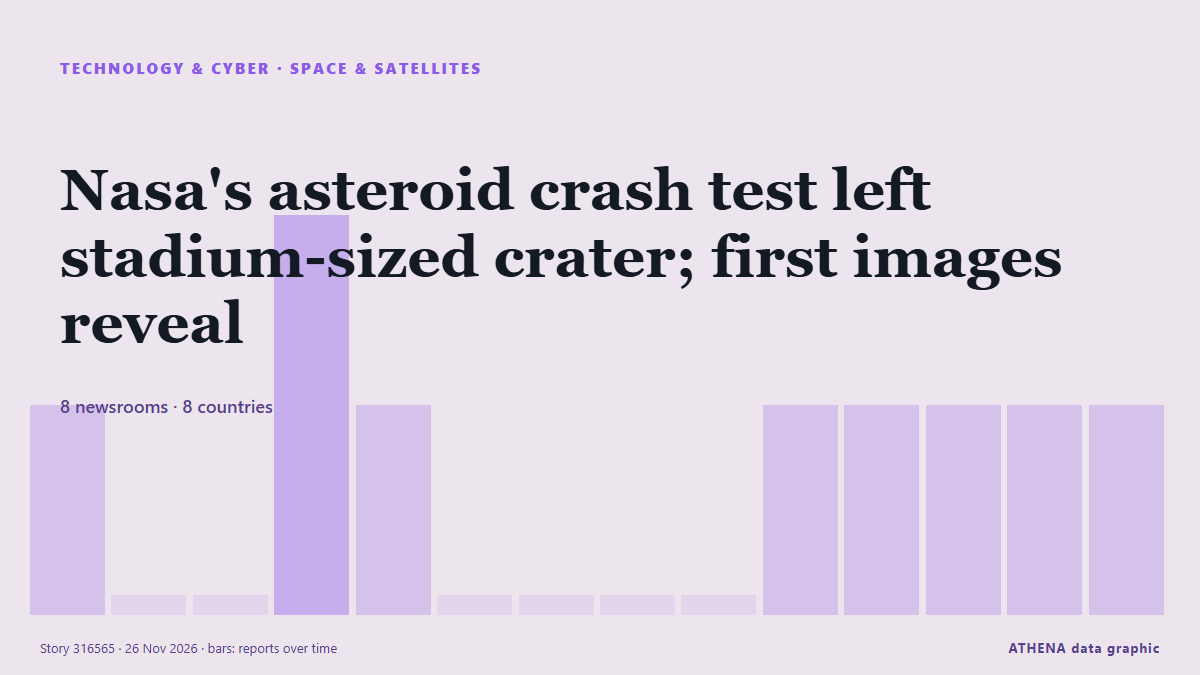 TECHNOLOGY & CYBER · SPACE & SATELLITES
Nasa's asteroid crash test left
stadium-sized crater; first images
reveal
8 newsrooms · 8 countries
Story 316565 · 26 Nov 2026 · bars: reports over time
ATHENA data graphic